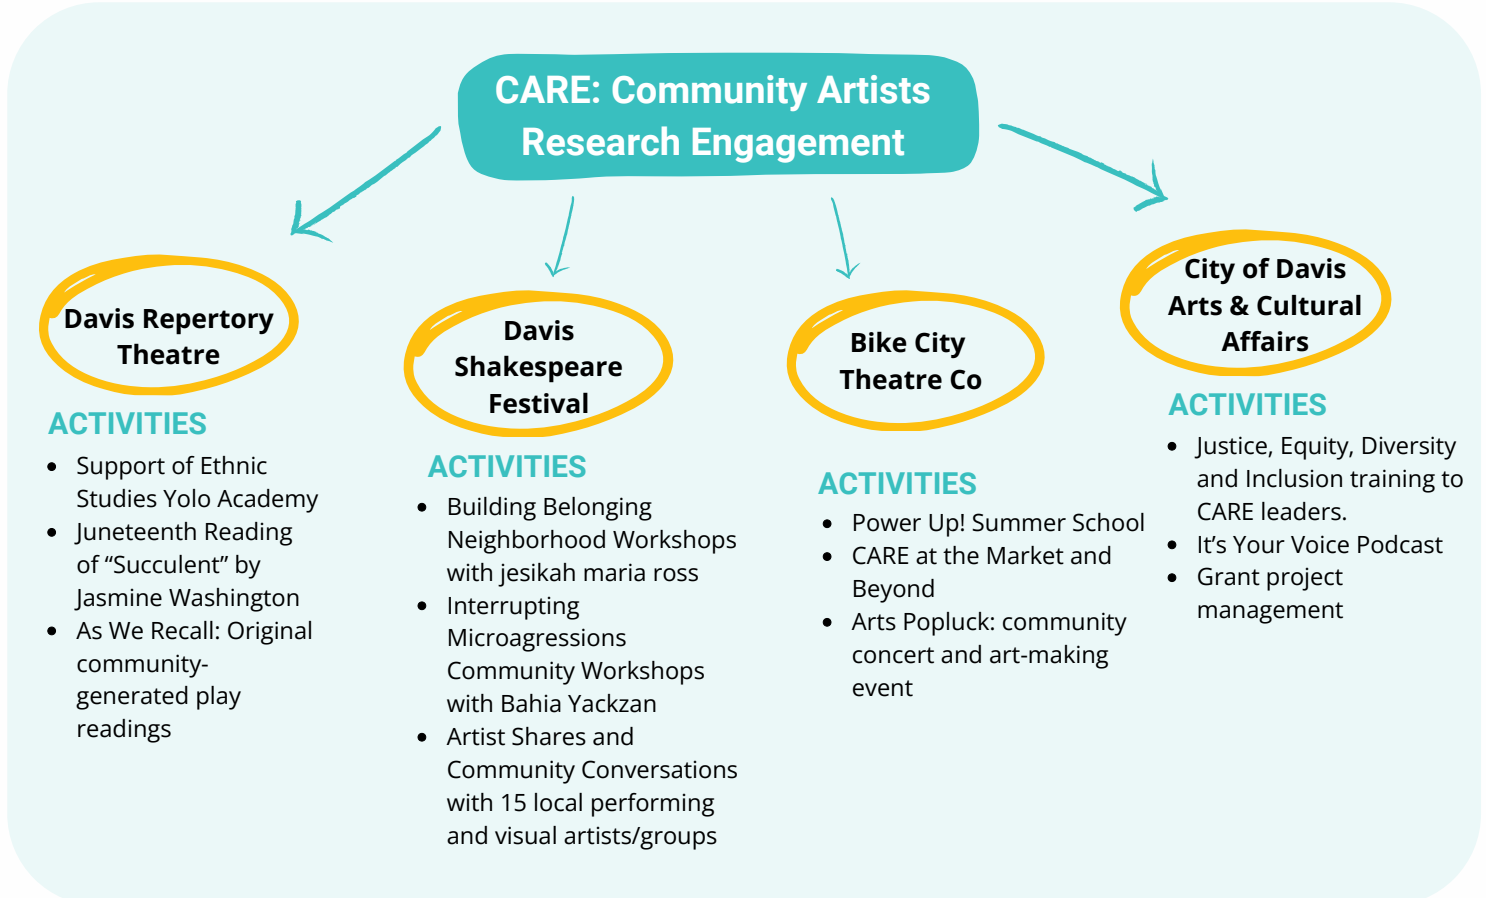 CARE: Community Artists
Research Engagement
Davis Repertory
Theatre
ACTIVITIES
• Support of Ethnic
Studies Yolo Academy
• Juneteenth Reading
of “Succulent” by
Jasmine Washington
• As We Recall: Original
community-
generated play
readings
Davis
Shakespeare
Festival
ACTIVITIES
• Building Belonging
Neighborhood Workshops
with jesikah maria ross
• Interrupting
Microagressions
Community Workshops
with Bahia Yackzan
• Artist Shares and
Community Conversations
with 15 local performing
and visual artists/groups
Bike City
Theatre Co
ACTIVITIES
• Power Up! Summer School
• CARE at the Market and
Beyond
• Arts Popluck: community
concert and art-making
event
City of Davis
Arts & Cultural
Affairs
ACTIVITIES
• Justice, Equity, Diversity
and Inclusion training to
CARE leaders.
• It’s Your Voice Podcast
• Grant project
management